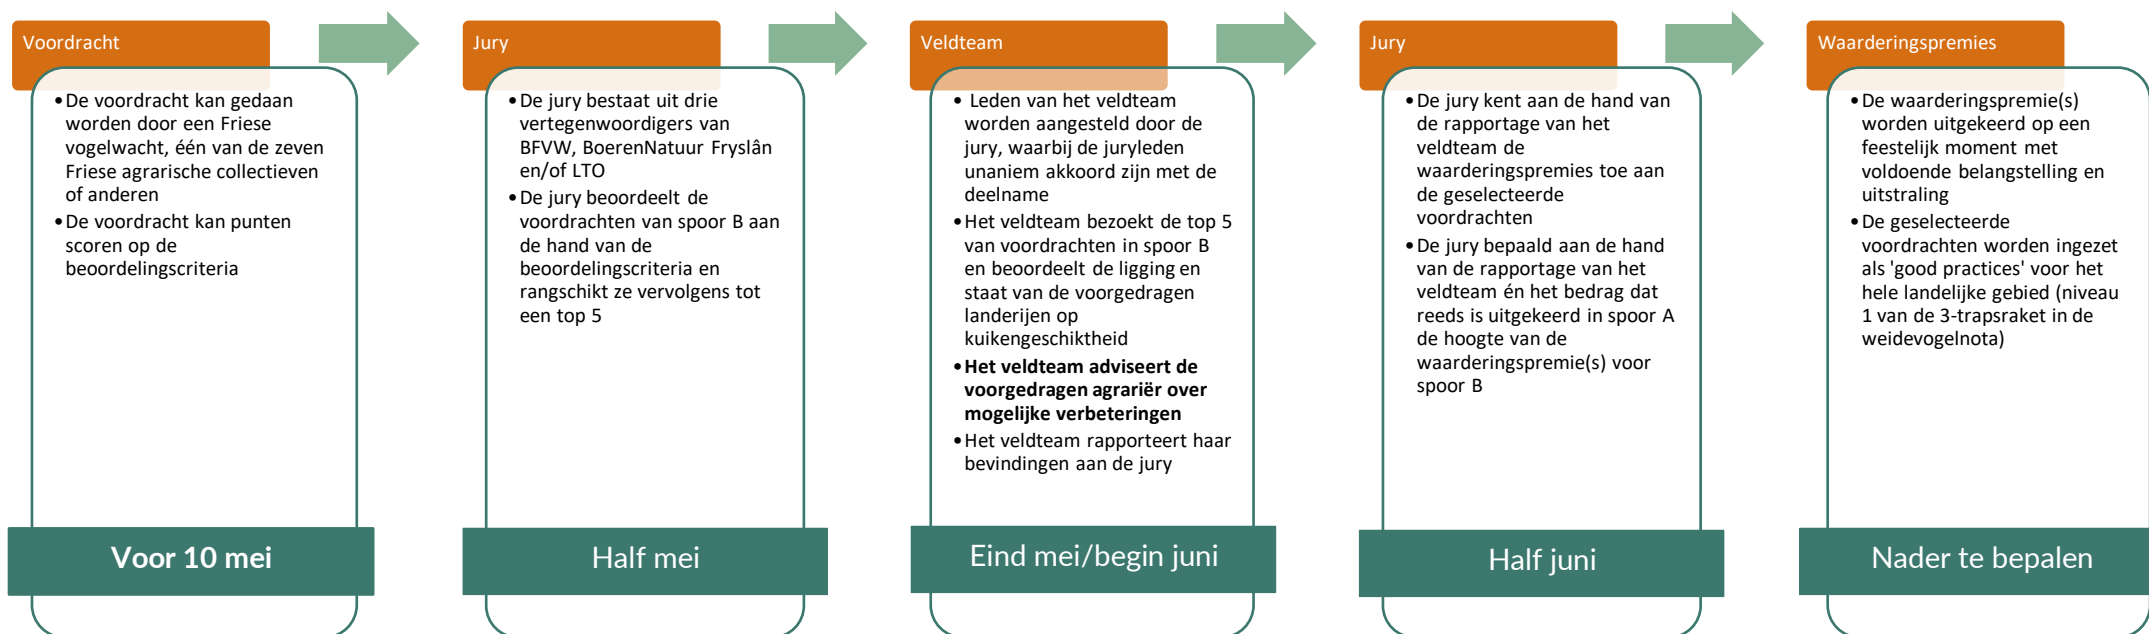 Voordracht
• De voordracht kan gedaan
worden door een Friese
vogelwacht, één van de zeven
Friese agrarische collectieven
of anderen
• De voordracht kan punten
scoren op de
beoordelingscriteria
Voor 10 mei
Jury
• De jury bestaat uit drie
vertegenwoordigers van
BFVW, BoerenNatuur Fryslân
en/of LTO
• De jury beoordeelt de
voordrachten van spoor B aan
de hand van de
beoordelingscriteria en
rangschikt ze vervolgens tot
een top 5
Half mei
Veldteam
• Leden van het veldteam
worden aangesteld door de
jury, waarbij de juryleden
unaniem akkoord zijn met de
deelname
• Het veldteam bezoekt de top 5
van voordrachten in spoor B
en beoordeelt de ligging en
staat van de voorgedragen
landerijen op
kuikengeschiktheid
• Het veldteam adviseert de
voorgedragen agrariër over
mogelijke verbeteringen
• Het veldteam rapporteert haar
bevindingen aan de jury
Eind mei/begin juni
Jury
• De jury kent aan de hand van
de rapportage van het
veldteam de
waarderingspremies toe aan
de geselecteerde
voordrachten
• De jury bepaald aan de hand
van de rapportage van het
veldteam én het bedrag dat
reeds is uitgekeerd in spoor A
de hoogte van de
waarderingspremie(s) voor
spoor B
Half juni
Waarderingspremies
• De waarderingspremie(s)
worden uitgekeerd op een
feestelijk moment met
voldoende belangstelling en
uitstraling
• De geselecteerde
voordrachten worden ingezet
als 'good practices' voor het
hele landelijke gebied (niveau
1 van de 3-trapsraket in de
weidevogelnota)
Nader te bepalen